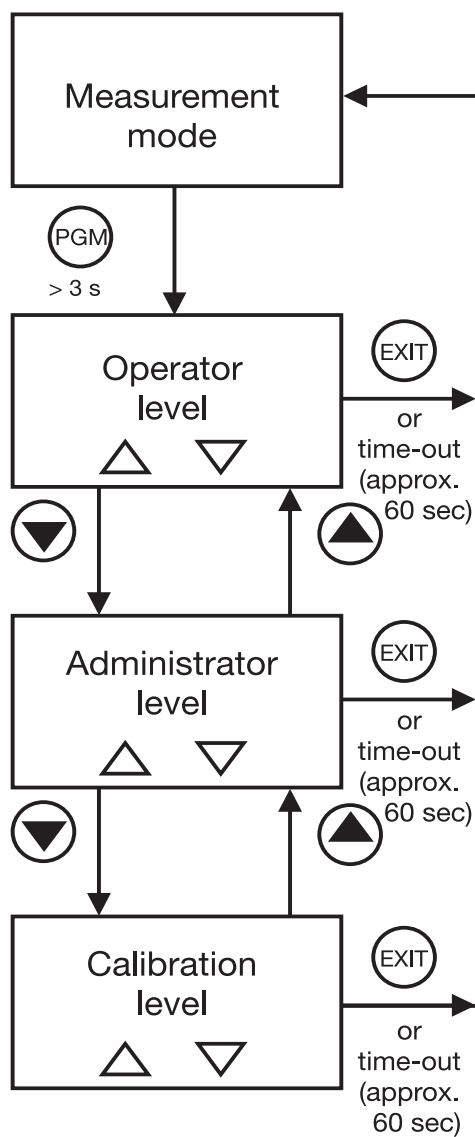 Measurement
mode
PGM
> 3 s
Operator
level
EXIT
or
time-out
(approx.
60 sec)
Administrator
level
EXIT
or
time-out
(approx.
60 sec)
Calibration
level
EXIT
or
time-out
(approx.
60 sec)